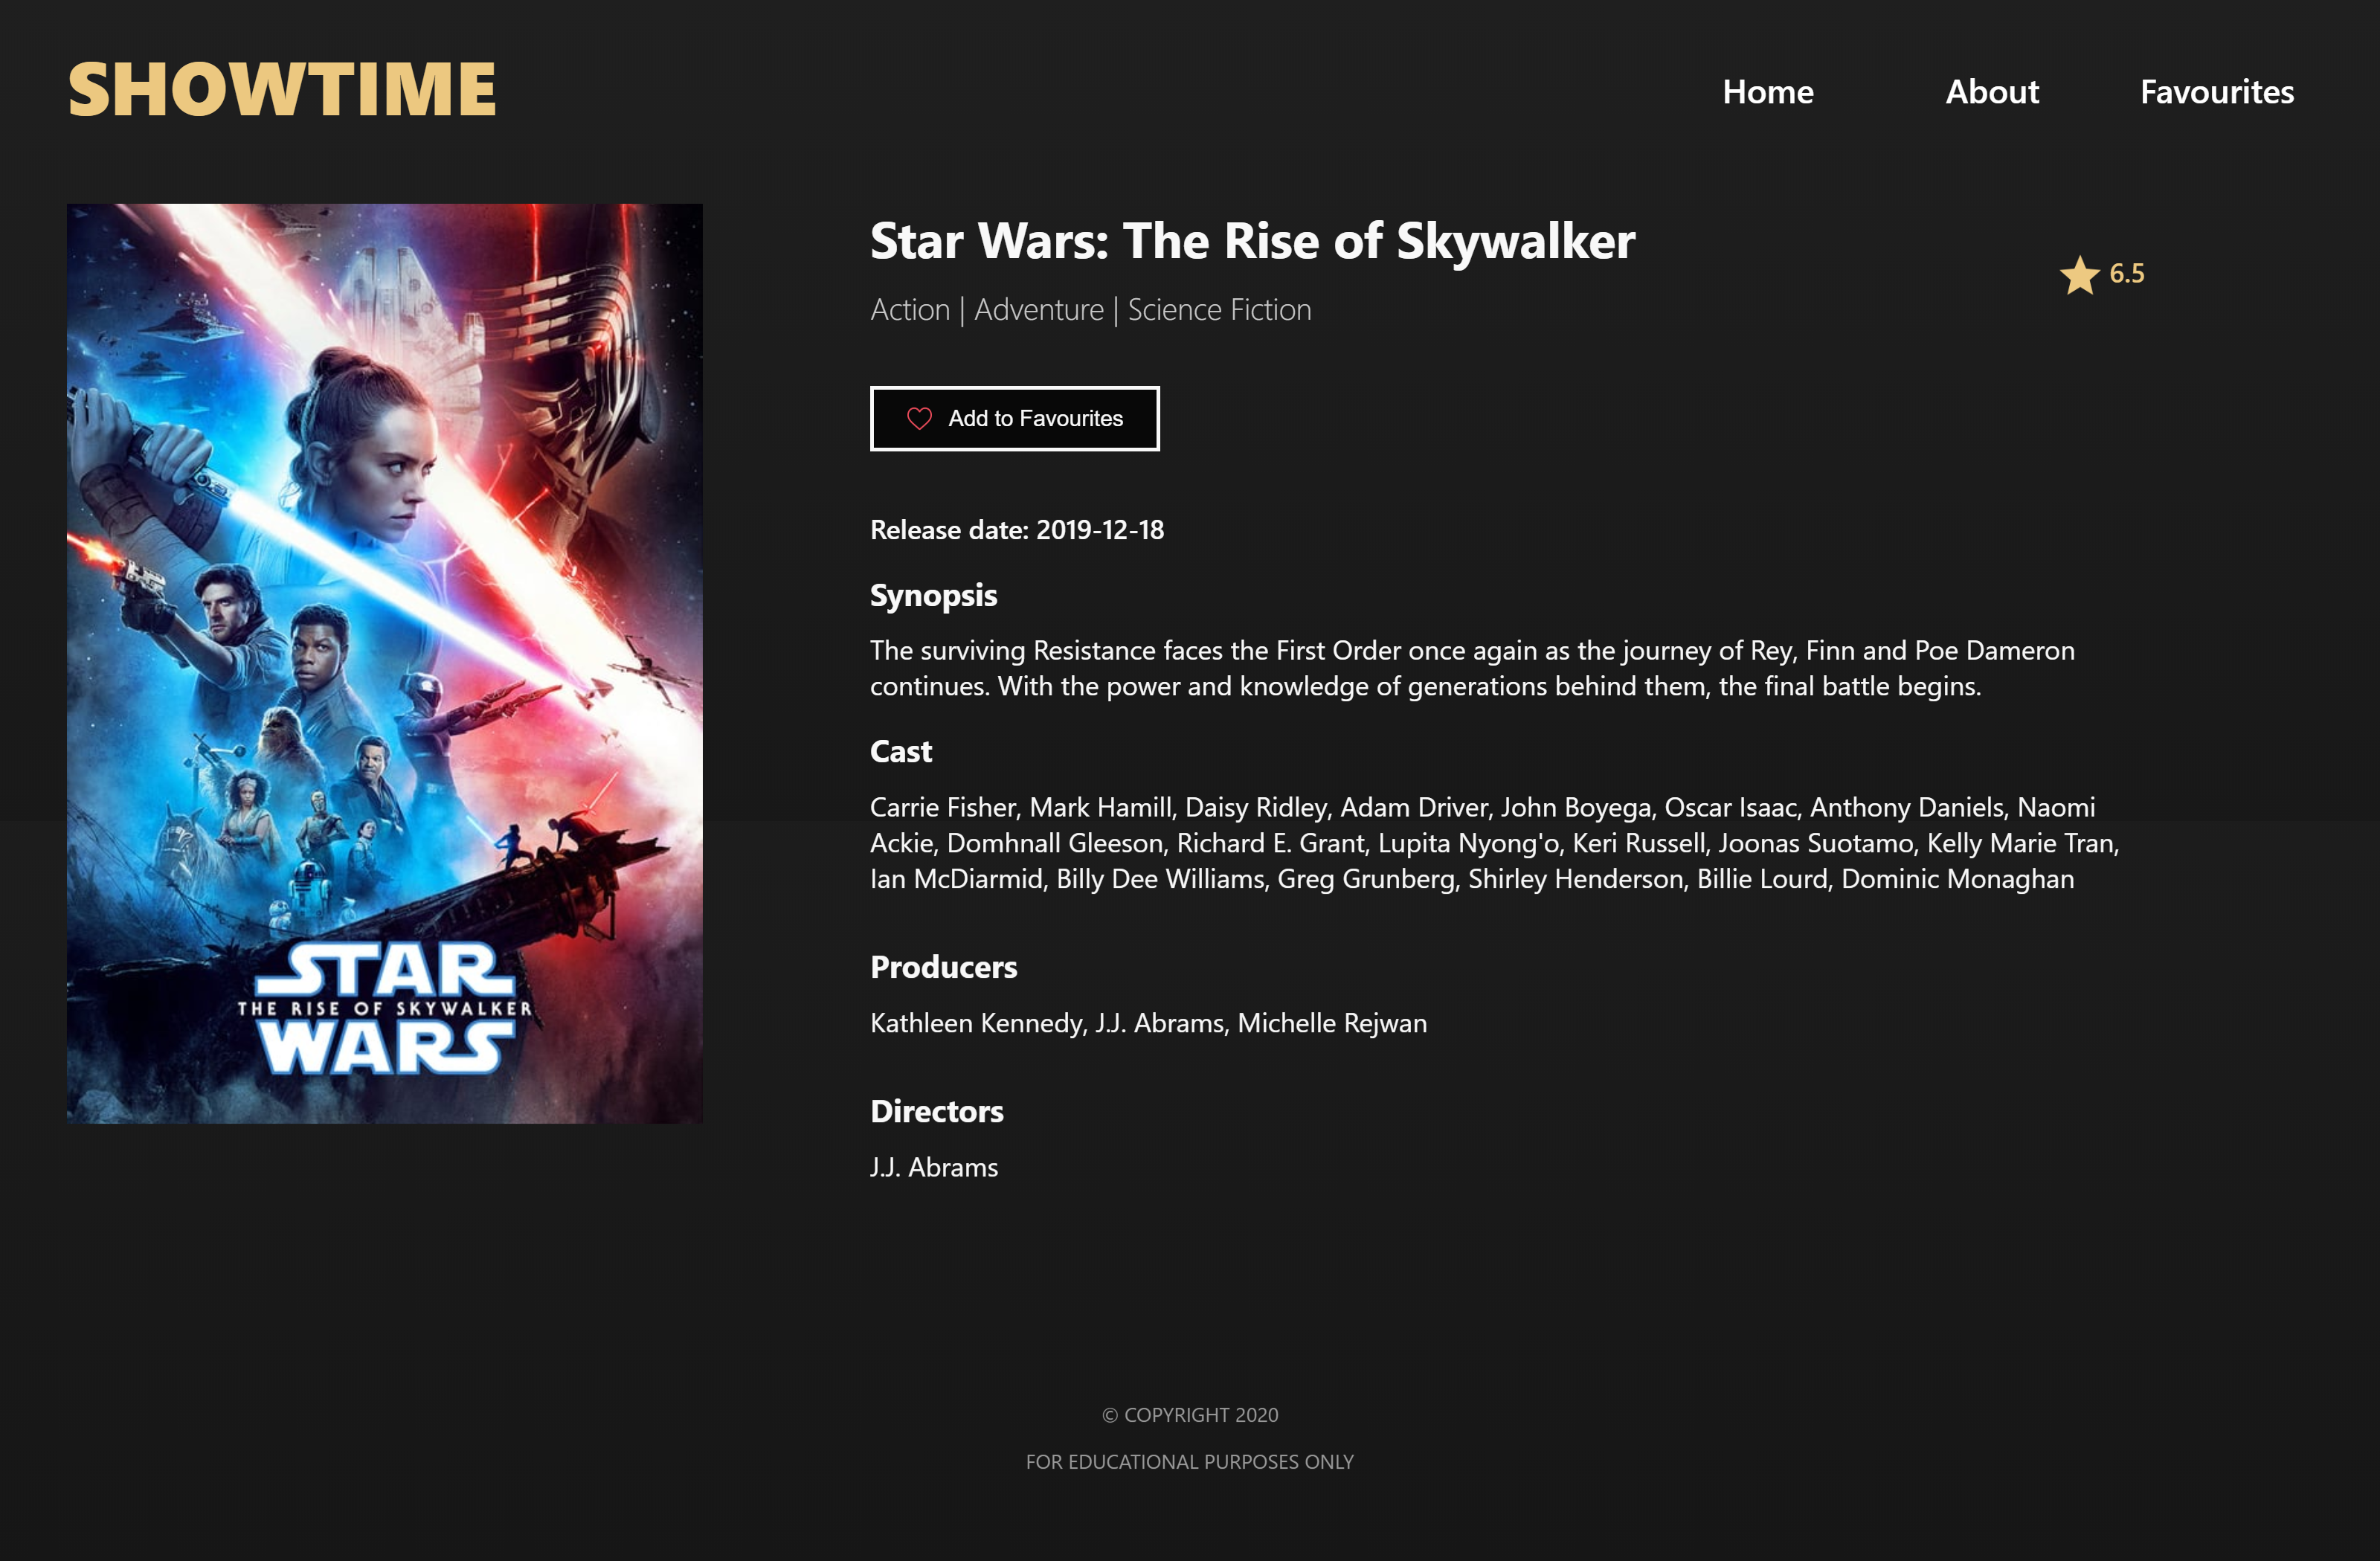 SHOWTIME
Home About Favourites
Star Wars: The Rise of Skywalker
6.5
Action | Adventure | Science Fiction
Add to Favourites
Release date: 2019-12-18
Synopsis
The surviving Resistance faces the First Order once again as the journey of Rey, Finn and Poe Dameron
continues. With the power and knowledge of generations behind them, the final battle begins.
Cast
Carrie Fisher, Mark Hamill, Daisy Ridley, Adam Driver, John Boyega, Oscar Isaac, Anthony Daniels, Naomi
Ackie, Domhnall Gleeson, Richard E. Grant, Lupita Nyong'o, Keri Russell, Joonas Suotamo, Kelly Marie Tran,
Ian McDiarmid, Billy Dee Williams, Greg Grunberg, Shirley Henderson, Billie Lourd, Dominic Monaghan
Producers
Kathleen Kennedy, J.J. Abrams, Michelle Rejwan
Directors
J.J. Abrams
STAR
THE RISE OF SKYWALKER
WARS
© COPYRIGHT 2020
FOR EDUCATIONAL PURPOSES ONLY